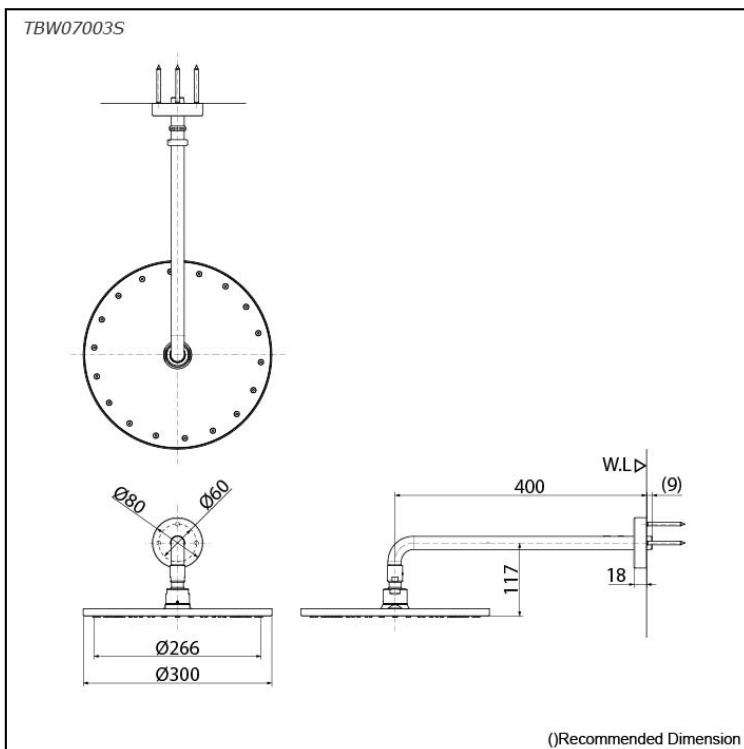 TBW07003S
W.L
400
(9)
Ø80
Ø60
18
117
Ø266
Ø300
()Recommended Dimension